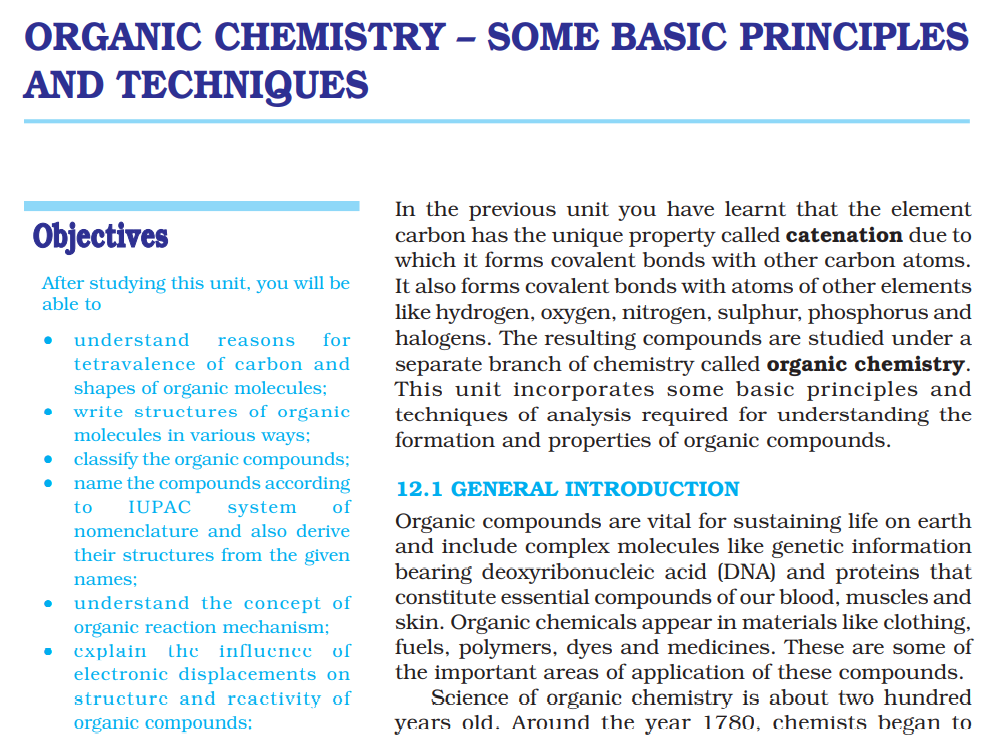 ORGANIC CHEMISTRY – SOME BASIC PRINCIPLES
AND TECHNIQUES
Objectives
After studying this unit, you will be
able to
• understand reasons for
tetravalence of carbon and
shapes of organic molecules;
• write structures of organic
molecules in various ways;
• classify the organic compounds;
• name the compounds according
to IUPAC system of
nomenclature and also derive
their structures from the given
names;
• understand the concept of
organic reaction mechanism;
• explain the influence of
electronic displacements on
structure and reactivity of
organic compounds;
In the previous unit you have learnt that the element
carbon has the unique property called catenation due to
which it forms covalent bonds with other carbon atoms.
It also forms covalent bonds with atoms of other elements
like hydrogen, oxygen, nitrogen, sulphur, phosphorus and
halogens. The resulting compounds are studied under a
separate branch of chemistry called organic chemistry.
This unit incorporates some basic principles and
techniques of analysis required for understanding the
formation and properties of organic compounds.
12.1 GENERAL INTRODUCTION
Organic compounds are vital for sustaining life on earth
and include complex molecules like genetic information
bearing deoxyribonucleic acid (DNA) and proteins that
constitute essential compounds of our blood, muscles and
skin. Organic chemicals appear in materials like clothing,
fuels, polymers, dyes and medicines. These are some of
the important areas of application of these compounds.
Science of organic chemistry is about two hundred
years old. Around the year 1780, chemists began to